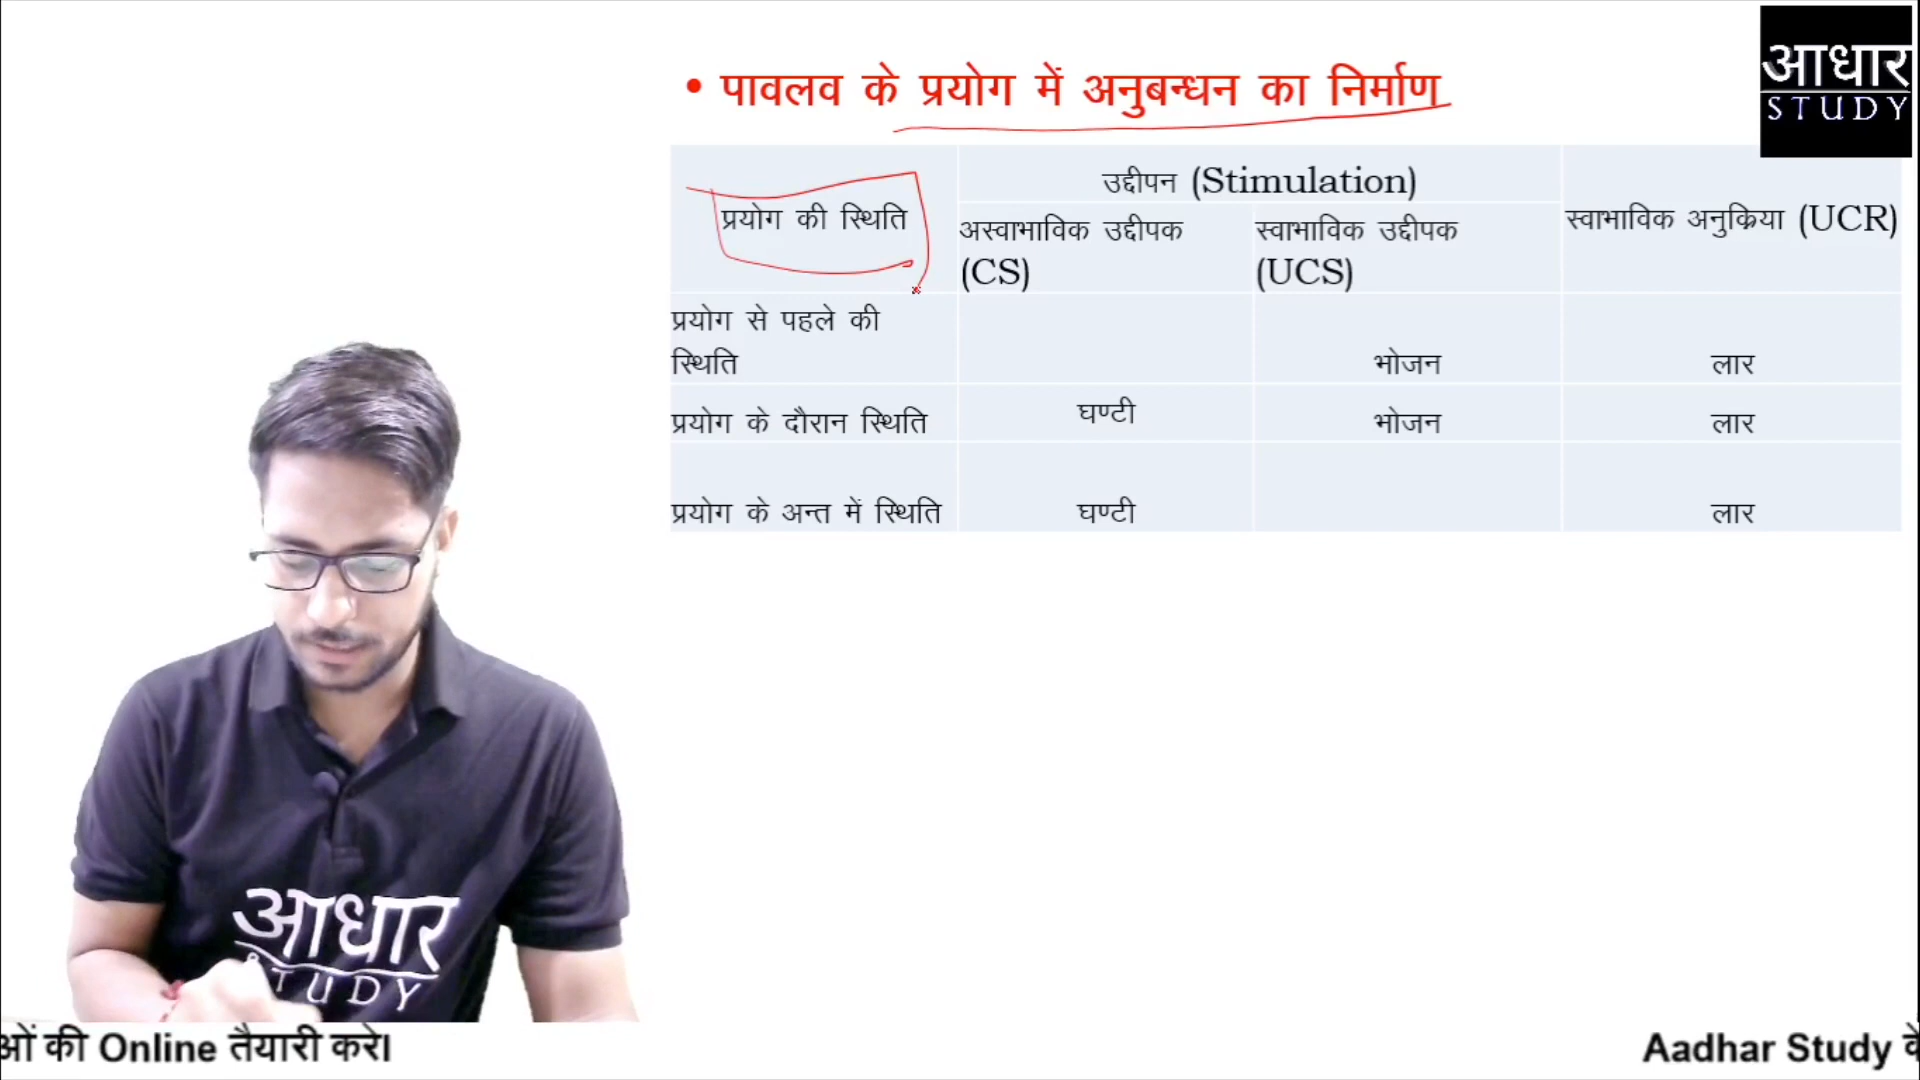 • पावलव के प्रयोग में अनुबन्धन का निर्माण
आधार
STUDY
प्रयोग की स्थिति
उद्दीपन (Stimulation)
स्वाभाविक अनुक्रिया (UCR)
अस्वाभाविक उद्दीपक
(CS)
स्वाभाविक उद्दीपक
(UCS)
प्रयोग से पहले की
स्थिति
भोजन
लार
प्रयोग के दौरान स्थिति
घण्टी
भोजन
लार
प्रयोग के अन्त में स्थिति
घण्टी
लार
आधार
STUDY
ओं की Online तैयारी करे।
Aadhar Study के